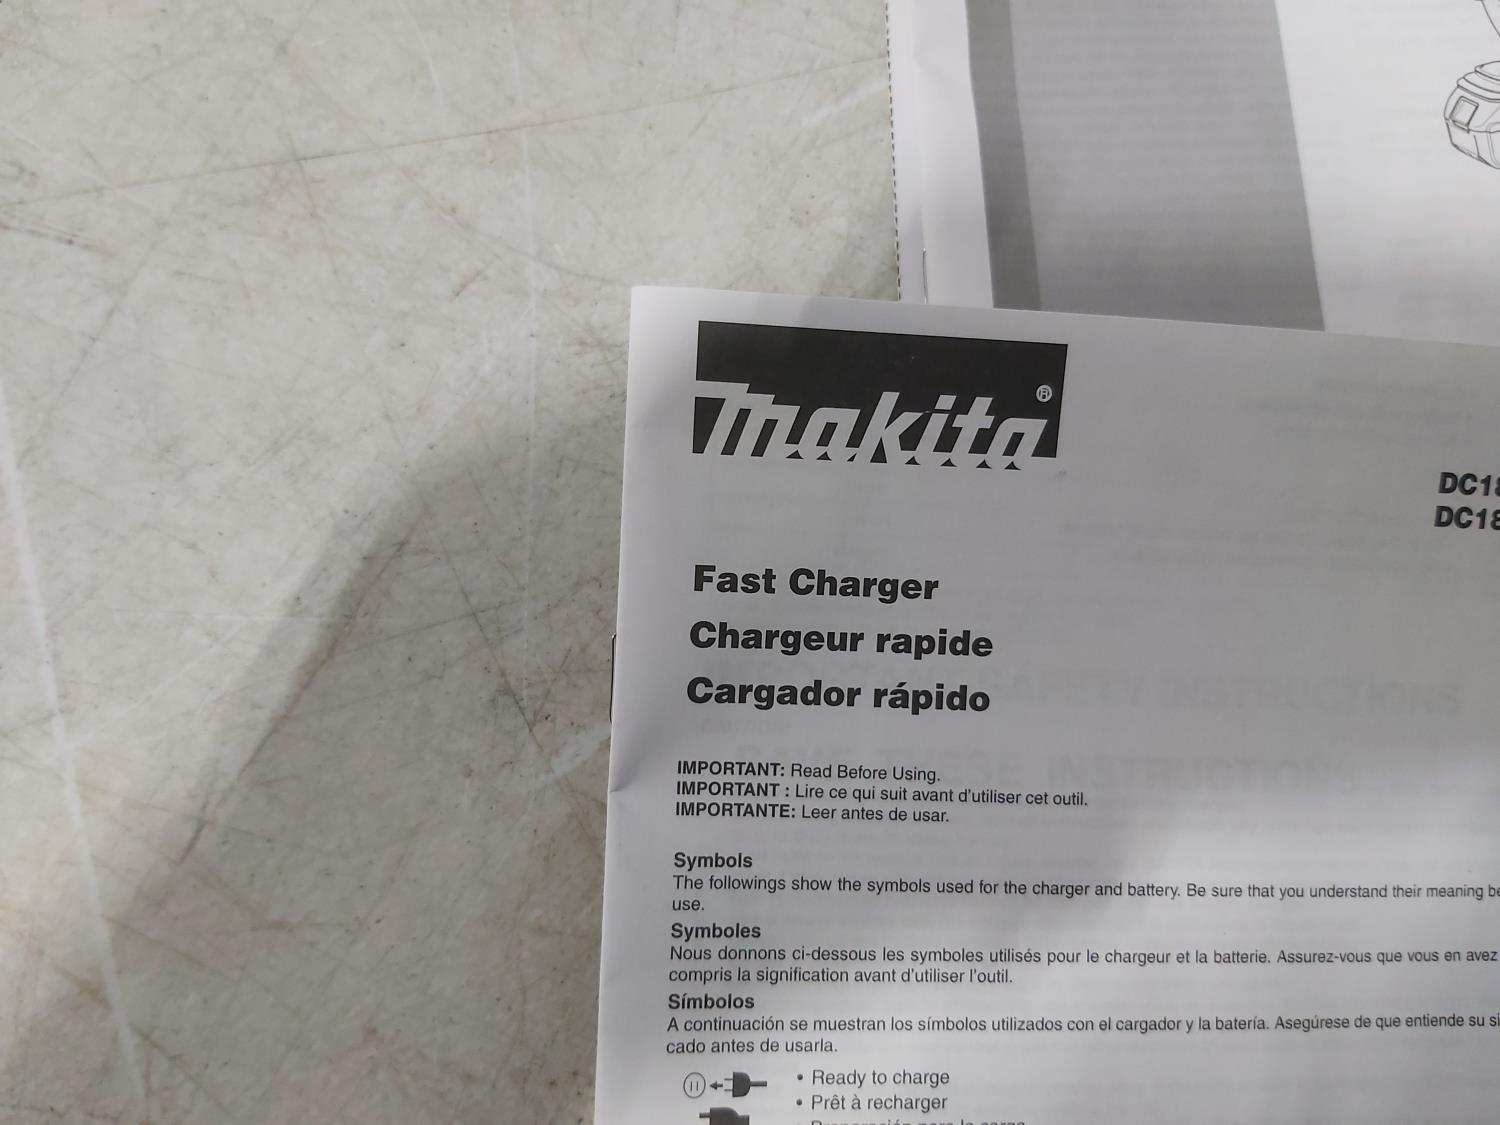 makita®
DC18
DC18
Fast Charger
Chargeur rapide
Cargador rápido
IMPORTANT: Read Before Using.
IMPORTANT : Lire ce qui suit avant d'utiliser cet outil.
IMPORTANTE: Leer antes de usar.
Symbols
The followings show the symbols used for the charger and battery. Be sure that you understand their meaning be
use.
Symboles
Nous donnons ci-dessous les symboles utilisés pour le chargeur et la batterie. Assurez-vous que vous en avez
compris la signification avant d'utiliser l'outil.
Símbolos
A continuación se muestran los símbolos utilizados con el cargador y la batería. Asegúrese de que entiende su si
cado antes de usarla.
• Ready to charge
• Prêt à recharger